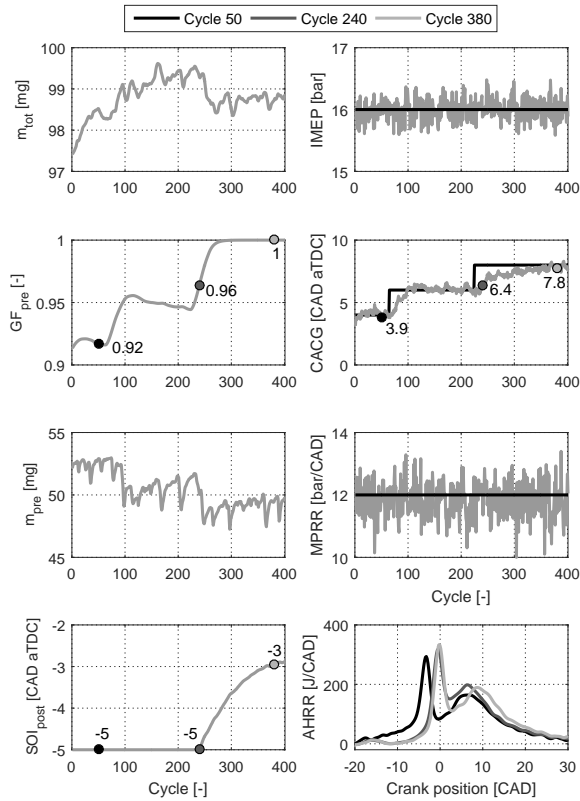 Cycle 50 Cycle 240 Cycle 380
m_tot [mg]
100
99
98
97
0 100 200 300 400
IMEP [bar]
17
16
15
0 100 200 300 400
GF_pre [-]
1
0.95
0.9
0.92
0.96
1
0 100 200 300 400
CACG [CAD aTDC]
10
5
0
3.9
6.4
7.8
0 100 200 300 400
m_pre [mg]
55
50
45
0 100 200 300 400
MPRR [bar/CAD]
14
12
10
0 100 200 300 400
Cycle [-]
SOI_post [CAD aTDC]
-2
-3
-4
-5
-5
-5
-3
0 100 200 300 400
Cycle [-]
AHRR [J/CAD]
400
200
0
-20 -10 0 10 20 30
Crank position [CAD]